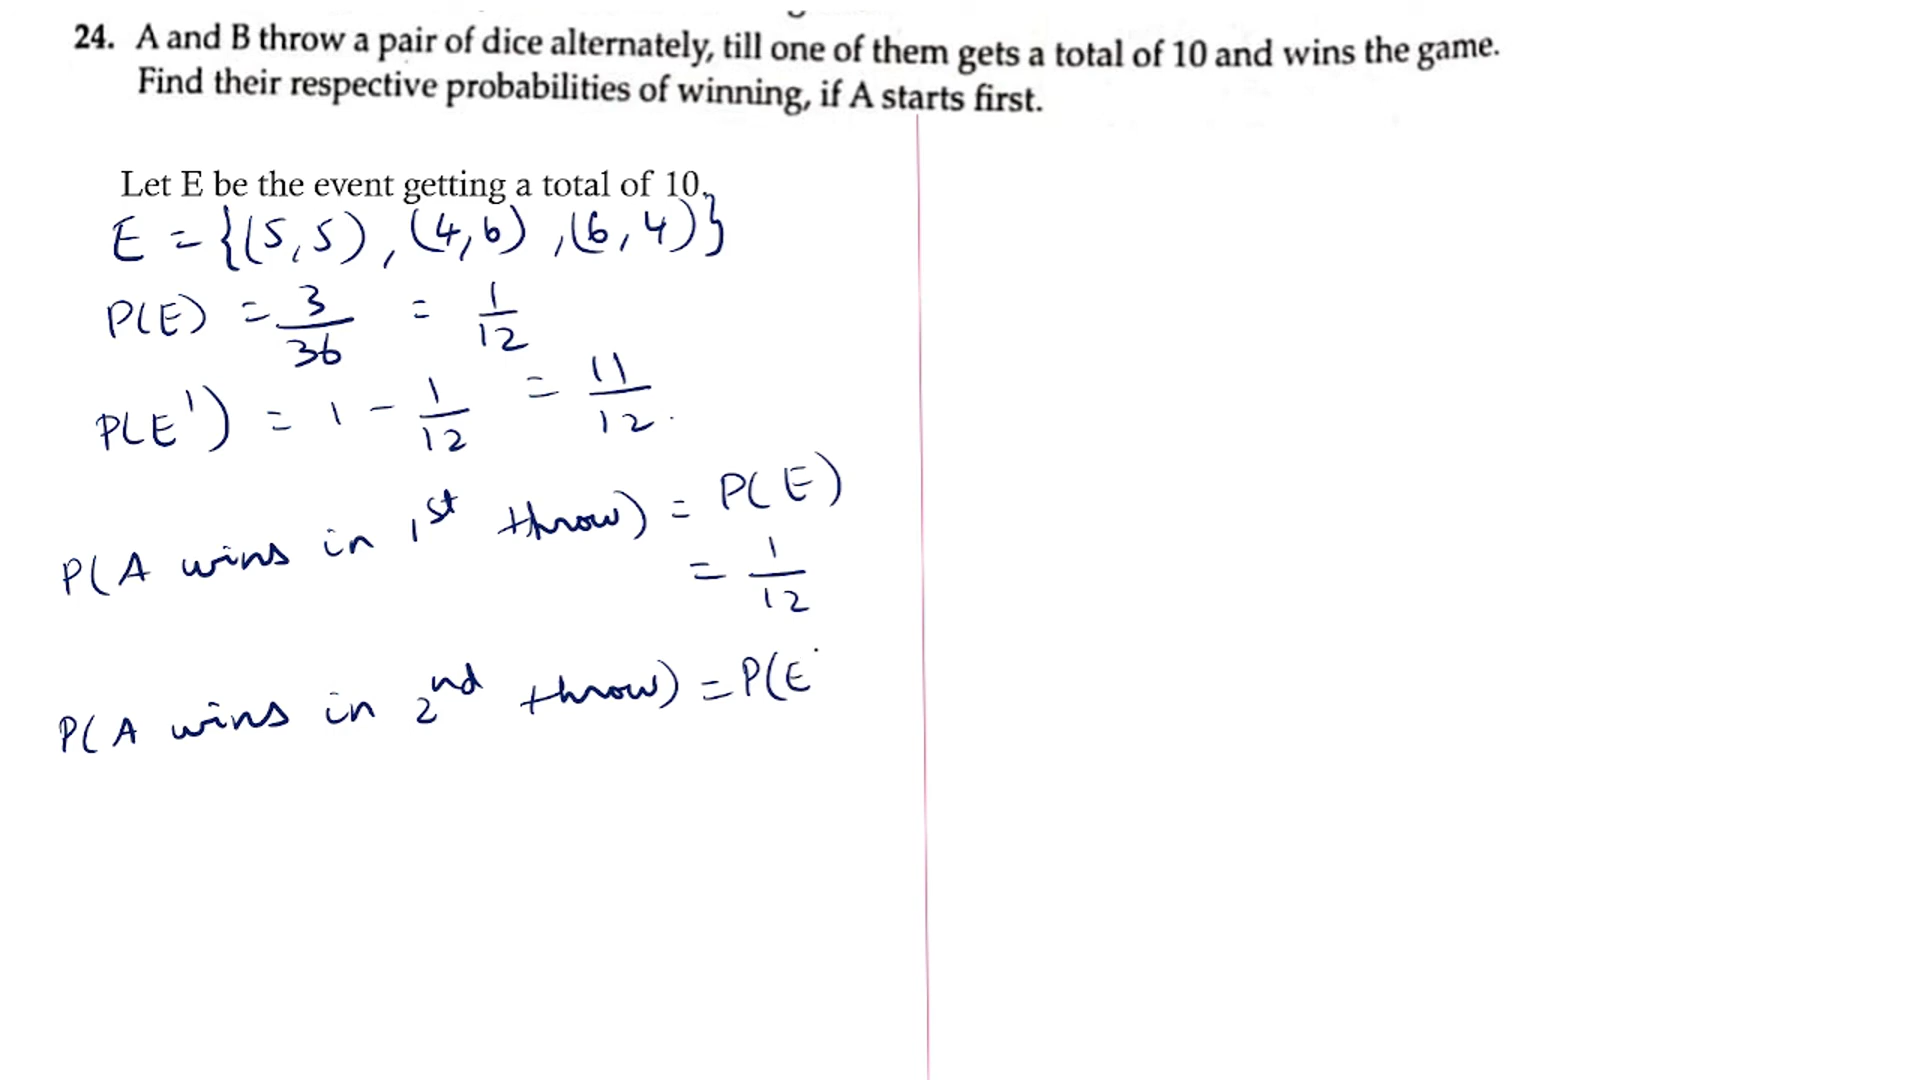 24. A and B throw a pair of dice alternately, till one of them gets a total of 10 and wins the game.
Find their respective probabilities of winning, if A starts first.
Let E be the event getting a total of 10.
E = {(5,5), (4,6), (6,4)}
P(E) = 3/36 = 1/12
P(E') = 1 - 1/12 = 11/12.
P(A wins in 1st throw) = P(E)
= 1/12
P(A wins in 2nd throw) = P(E